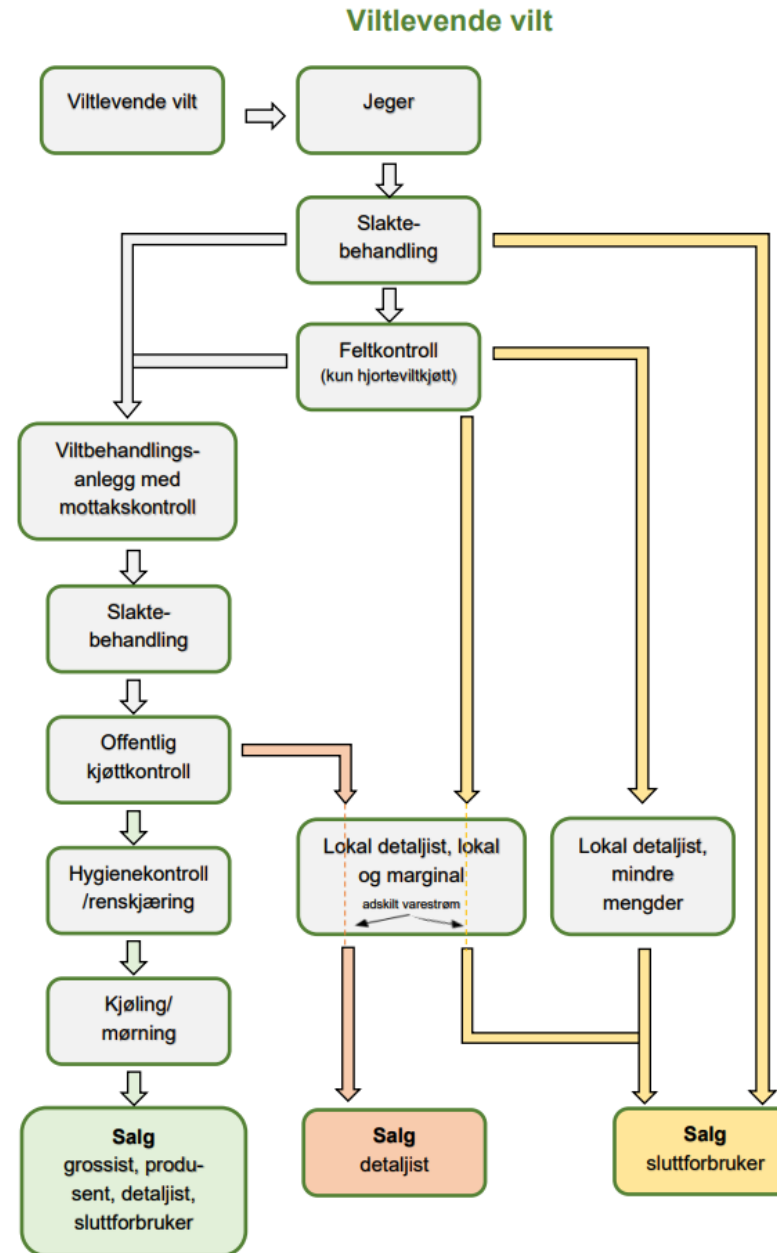 Viltlevende vilt
Viltlevende vilt
Jeger
Slakte-
behandling
Feltkontroll
(kun hjorteviltkjøtt)
Viltbehandlings-
anlegg med
mottakskontroll
Slakte-
behandling
Offentlig
kjøttkontroll
Lokal detaljist, lokal
og marginal
adskilt varestrøm
Lokal detaljist,
mindre
mengder
Hygienekontroll
/renskjæring
Kjøling/
mørning
Salg
grossist, produ-
sent, detaljist,
sluttforbruker
Salg
detaljist
Salg
sluttforbruker